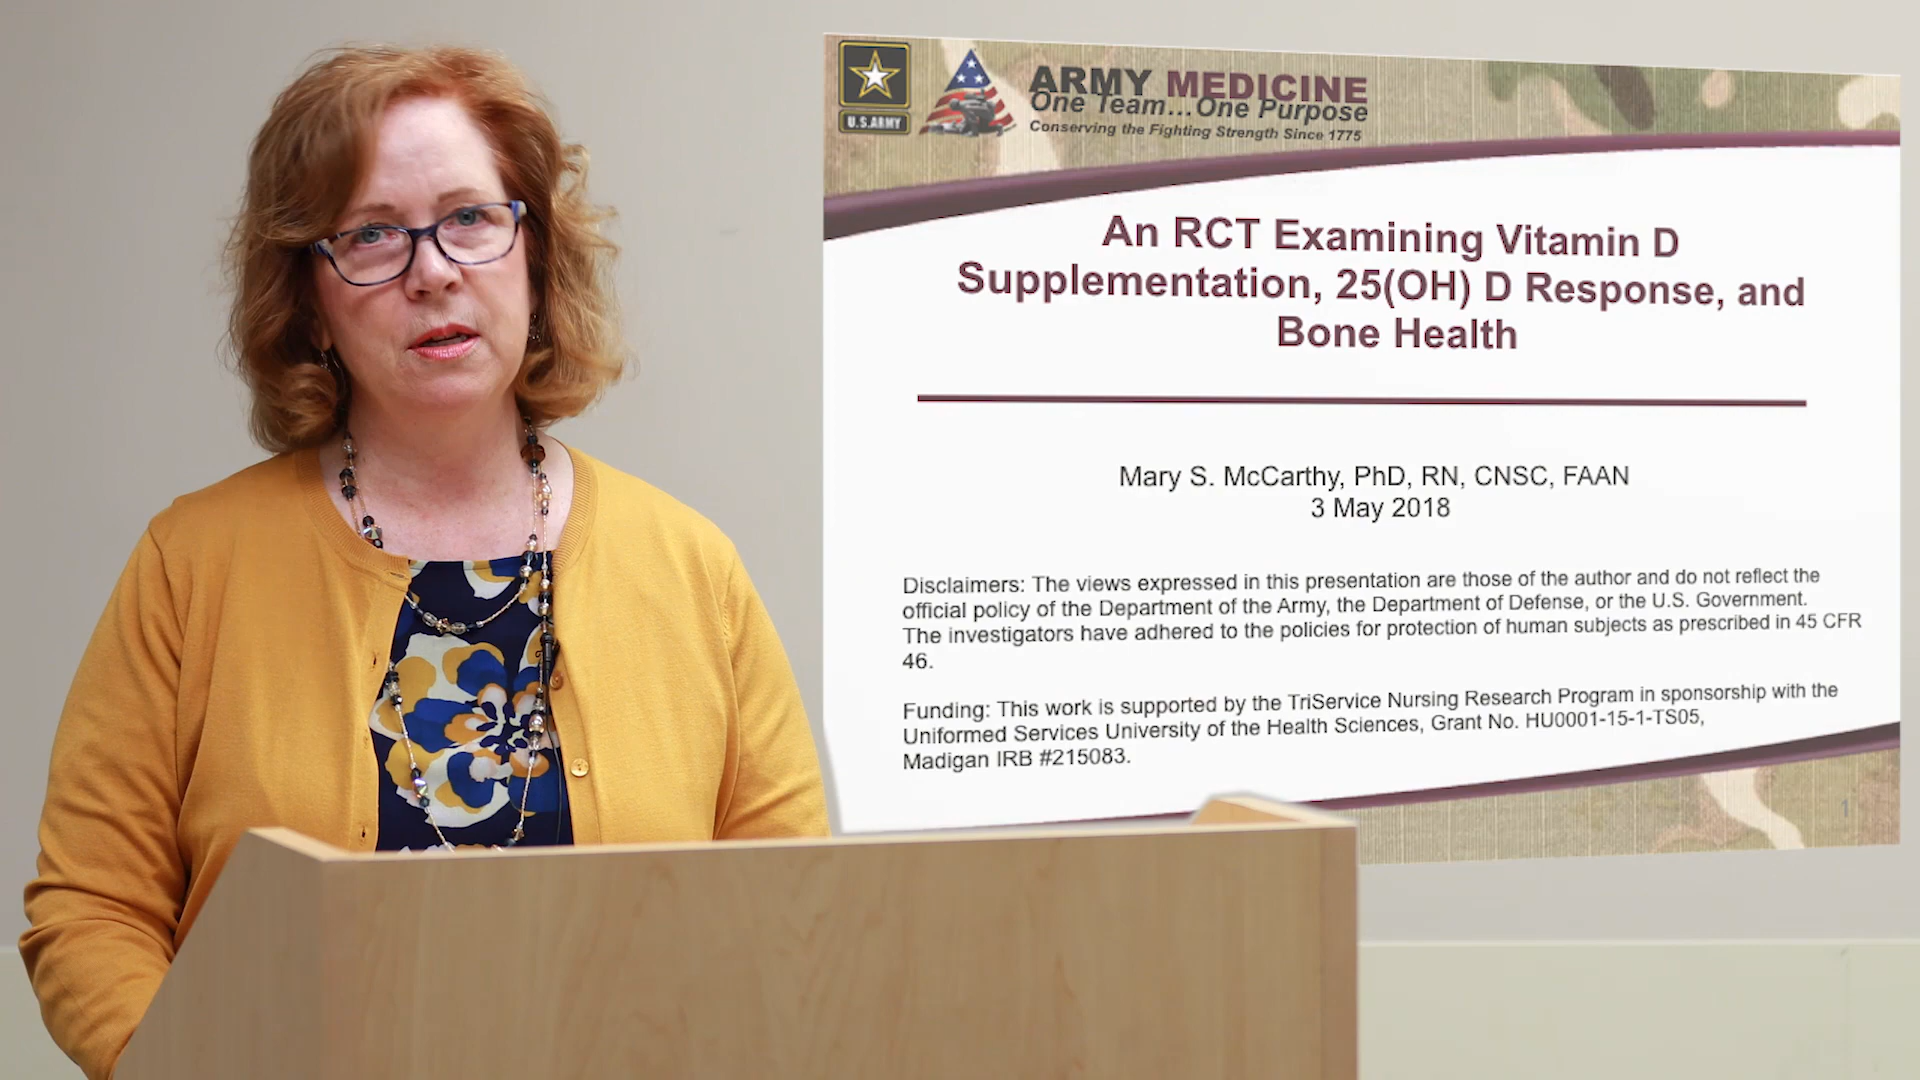 U.S.ARMY
ARMY MEDICINE
One Team...One Purpose
Conserving the Fighting Strength Since 1775
An RCT Examining Vitamin D
Supplementation, 25(OH) D Response, and
Bone Health
Mary S. McCarthy, PhD, RN, CNSC, FAAN
3 May 2018
Disclaimers: The views expressed in this presentation are those of the author and do not reflect the
official policy of the Department of the Army, the Department of Defense, or the U.S. Government.
The investigators have adhered to the policies for protection of human subjects as prescribed in 45 CFR
46.
Funding: This work is supported by the TriService Nursing Research Program in sponsorship with the
Uniformed Services University of the Health Sciences, Grant No. HU0001-15-1-TS05,
Madigan IRB #215083.
1